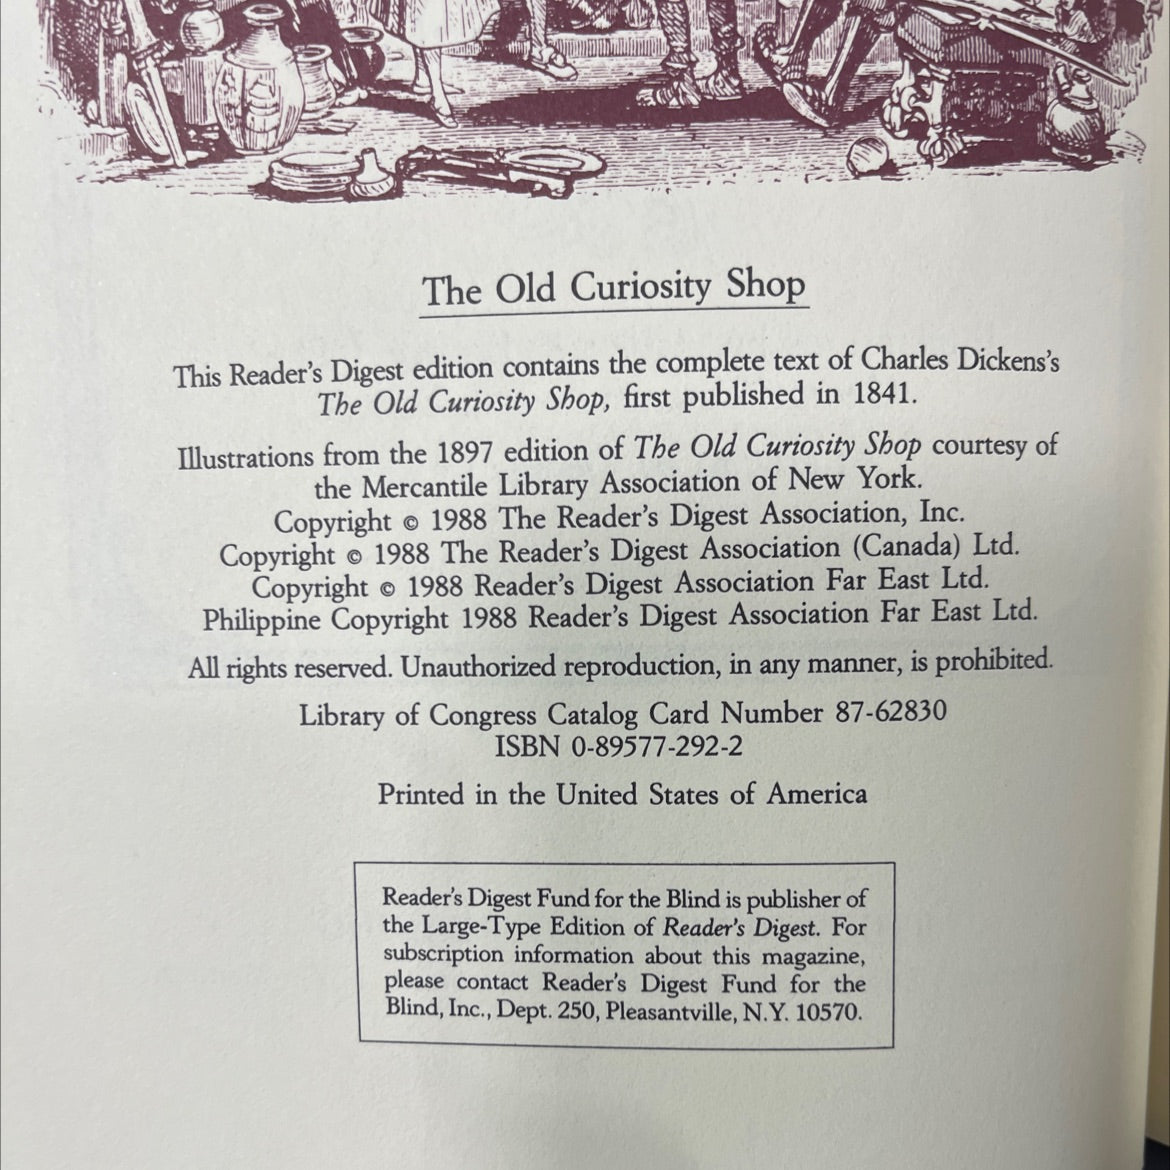 The Old Curiosity Shop
This Reader's Digest edition contains the complete text of Charles Dickens's
The Old Curiosity Shop, first published in 1841.
Illustrations from the 1897 edition of The Old Curiosity Shop courtesy of
the Mercantile Library Association of New York.
Copyright © 1988 The Reader's Digest Association, Inc.
Copyright © 1988 The Reader's Digest Association (Canada) Ltd.
Copyright © 1988 Reader's Digest Association Far East Ltd.
Philippine Copyright 1988 Reader's Digest Association Far East Ltd.
All rights reserved. Unauthorized reproduction, in any manner, is prohibited.
Library of Congress Catalog Card Number 87-62830
ISBN 0-89577-292-2
Printed in the United States of America
Reader's Digest Fund for the Blind is publisher of
the Large-Type Edition of Reader's Digest. For
subscription information about this magazine,
please contact Reader's Digest Fund for the
Blind, Inc., Dept. 250, Pleasantville, N.Y. 10570.